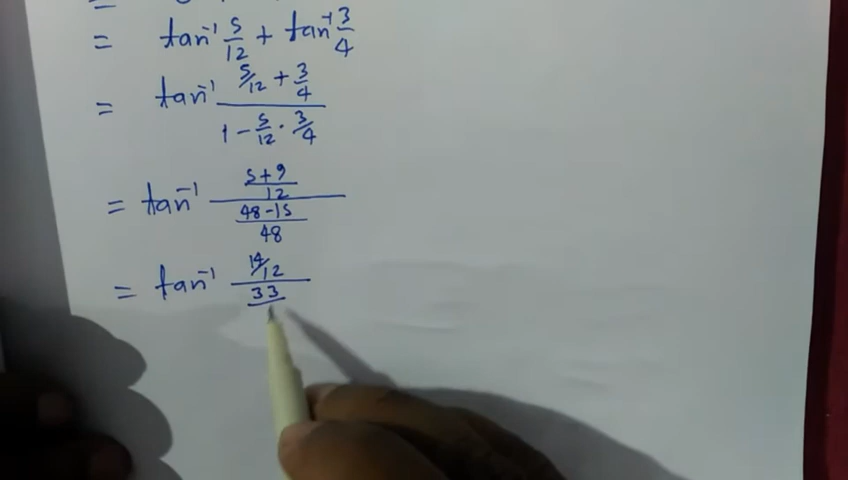 =
= tan⁻¹ 5/12 + tan⁻¹ 3/4
= tan⁻¹ (5/12 + 3/4)/(1 - 5/12 · 3/4)
= tan⁻¹ ((5+9)/12)/((48-15)/48)
= tan⁻¹ (14/12)/(33/